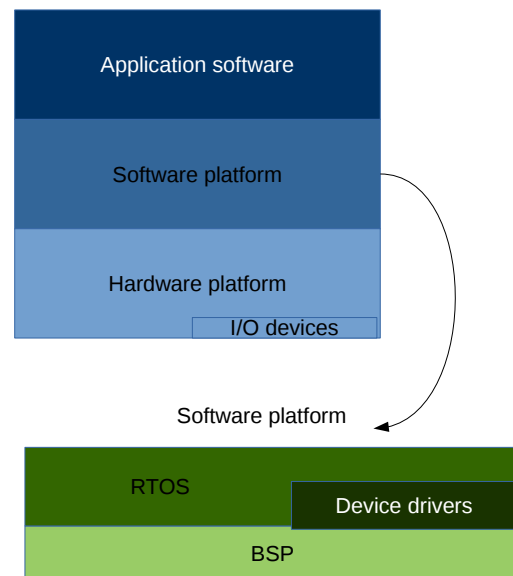 Application software
Software platform
Hardware platform
I/O devices
Software platform
RTOS
Device drivers
BSP